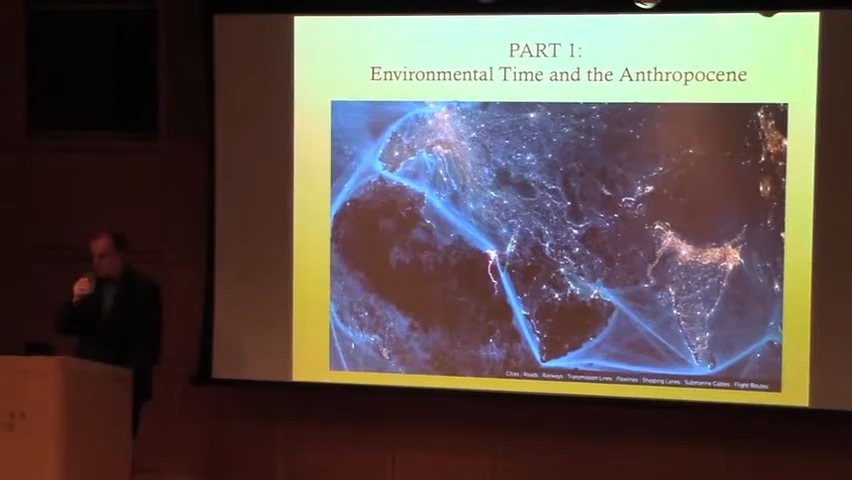 PART 1:
Environmental Time and the Anthropocene
Cities | Roads | Railways | Transmission Lines | Pipelines | Shipping Lanes | Submarine Cables | Flight Routes